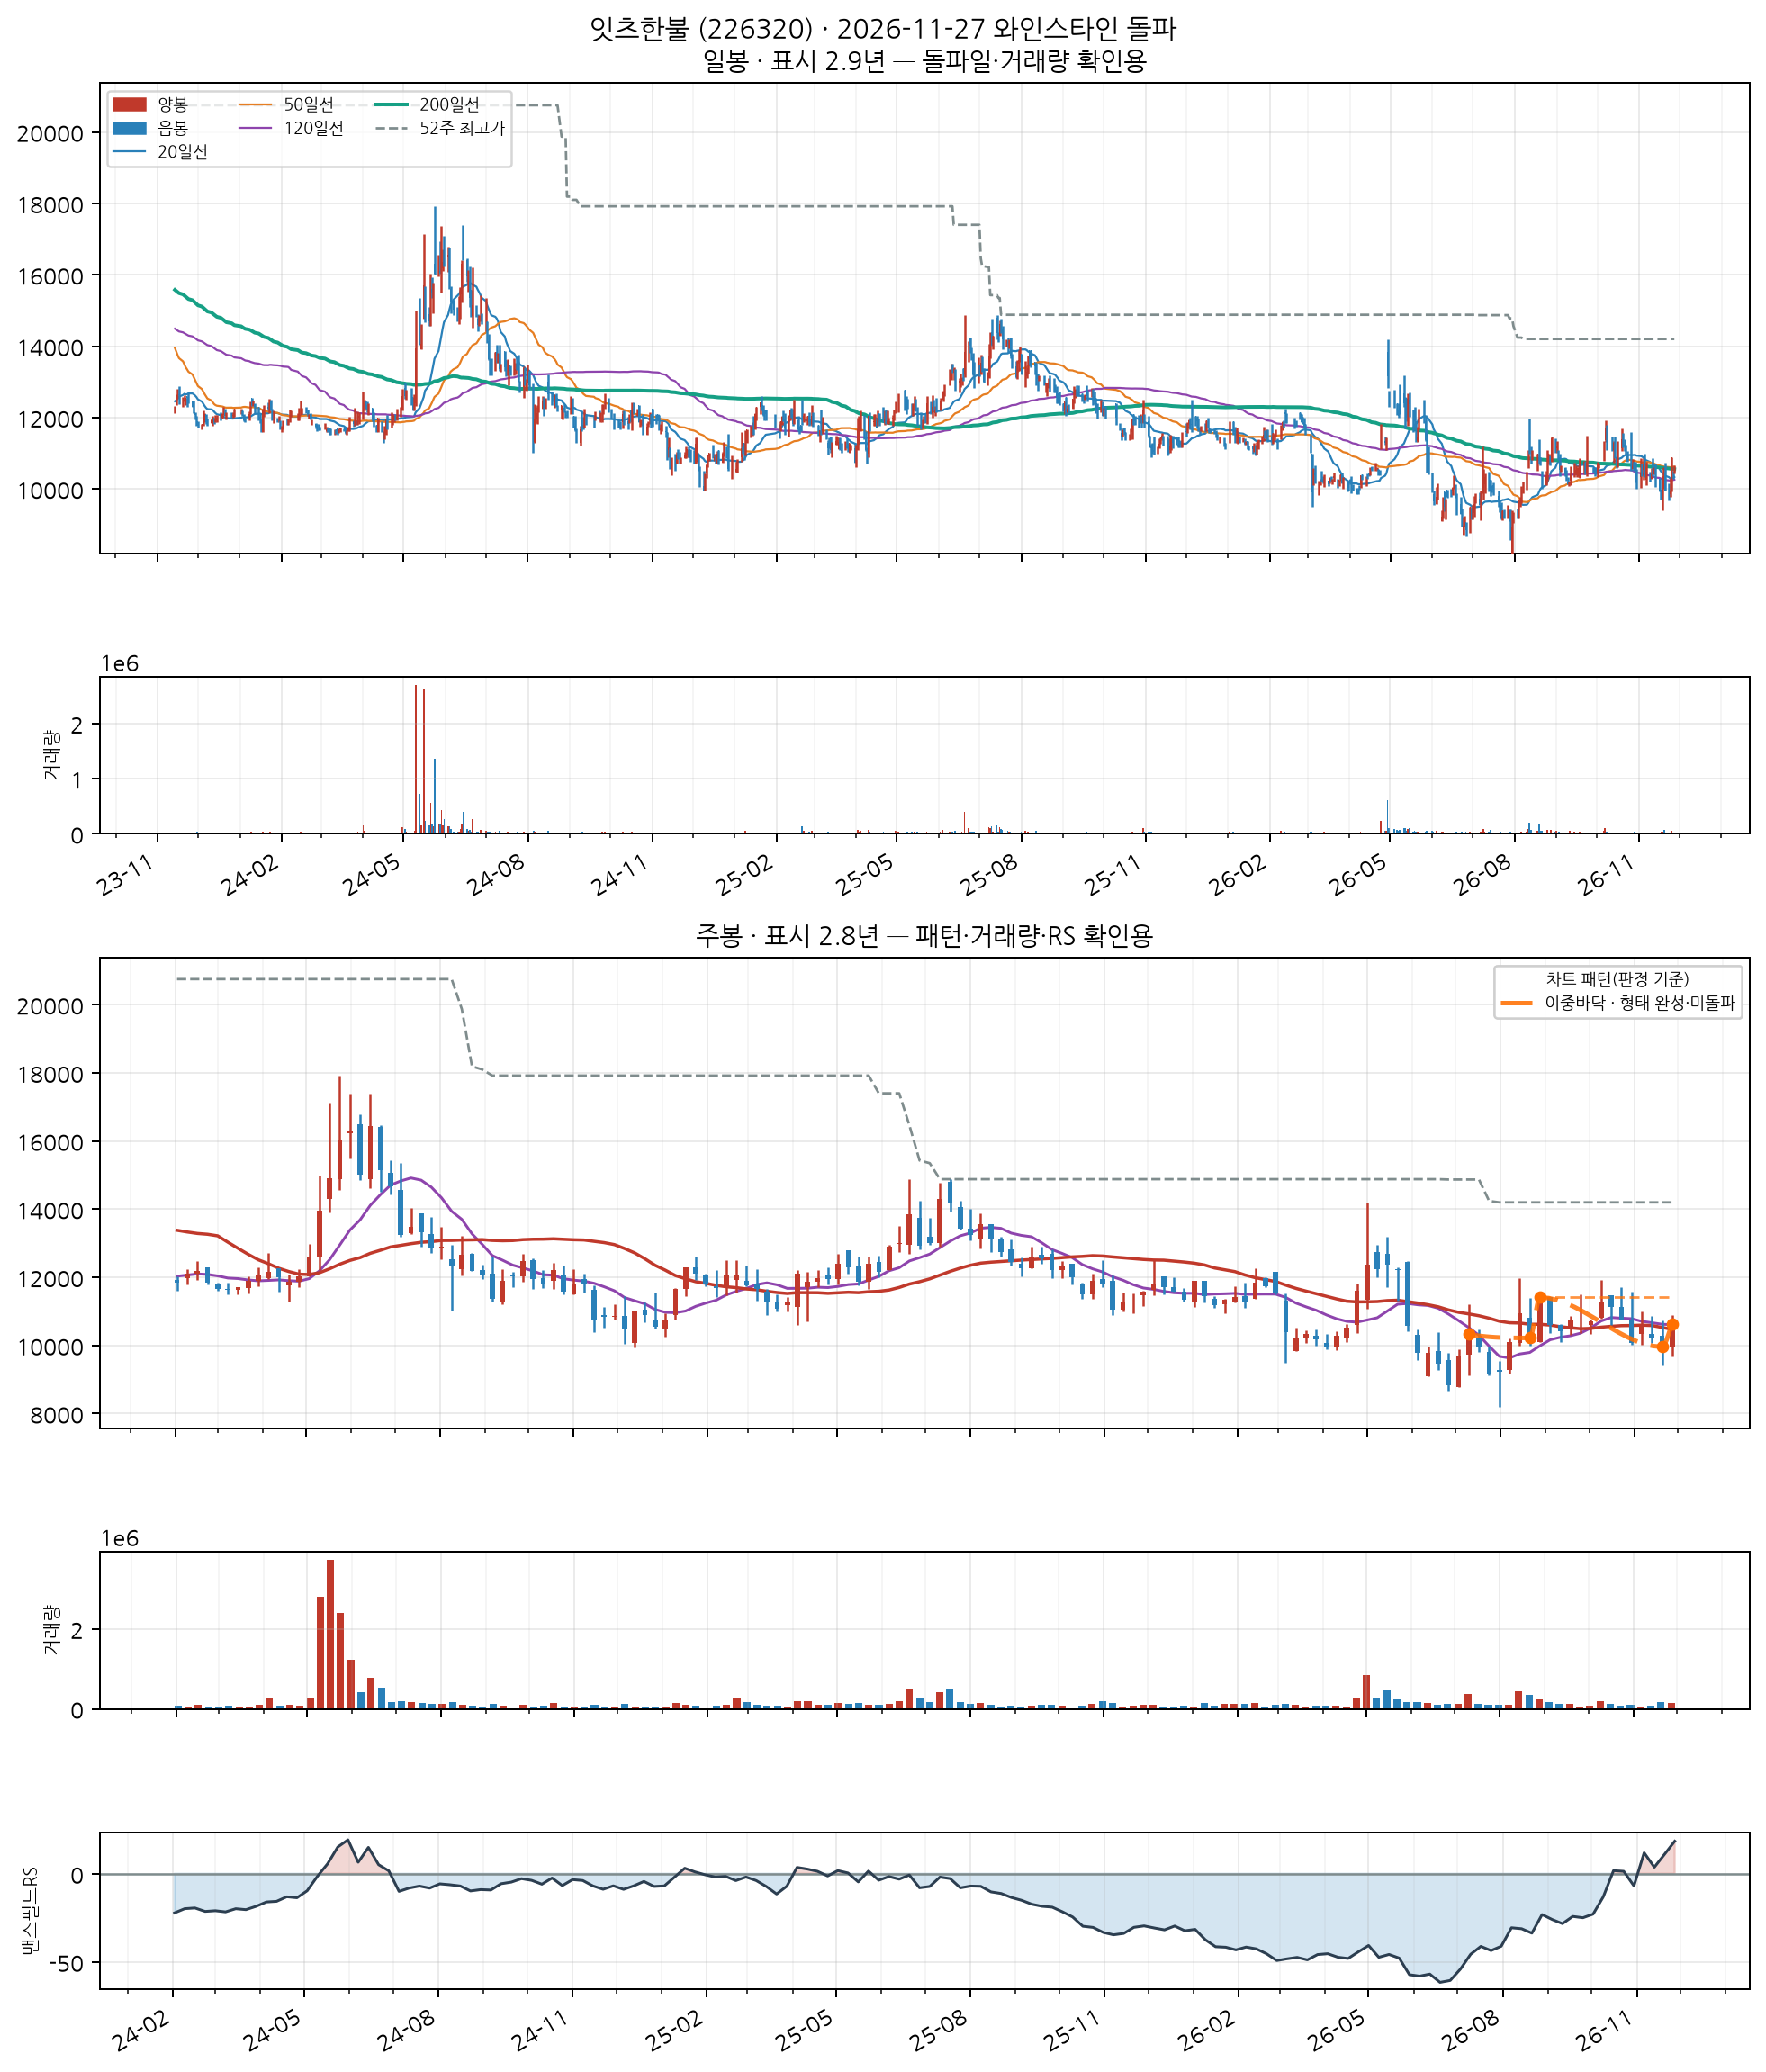 잇츠한불 (226320) · 2026-11-27 와인스타인 돌파
일봉 · 표시 2.9년 — 돌파일·거래량 확인용
양봉
음봉
20일선
50일선
120일선
200일선
52주 최고가
20000
18000
16000
14000
12000
10000
1e6
거래량
2
1
0
23-11
24-02
24-05
24-08
24-11
25-02
25-05
25-08
25-11
26-02
26-05
26-08
26-11
주봉 · 표시 2.8년 — 패턴·거래량·RS 확인용
차트 패턴(판정 기준)
이중바닥 · 형태 완성·미돌파
20000
18000
16000
14000
12000
10000
8000
1e6
거래량
2
0
맨스필드RS
0
-50
24-02
24-05
24-08
24-11
25-02
25-05
25-08
25-11
26-02
26-05
26-08
26-11